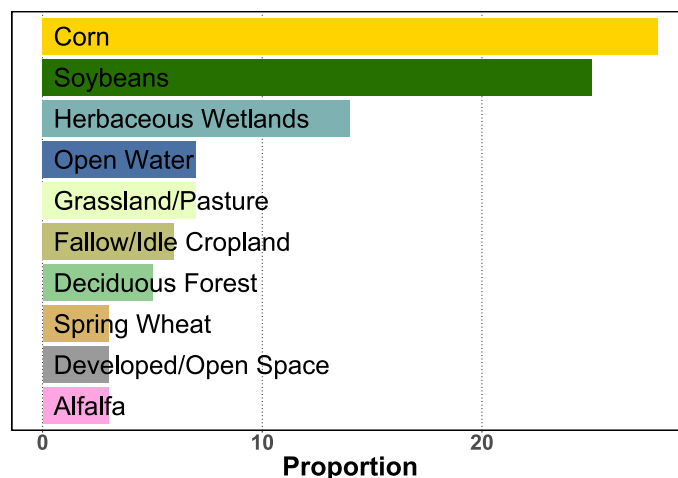 Corn
Soybeans
Herbaceous Wetlands
Open Water
Grassland/Pasture
Fallow/Idle Cropland
Deciduous Forest
Spring Wheat
Developed/Open Space
Alfalfa
0 10 20
Proportion